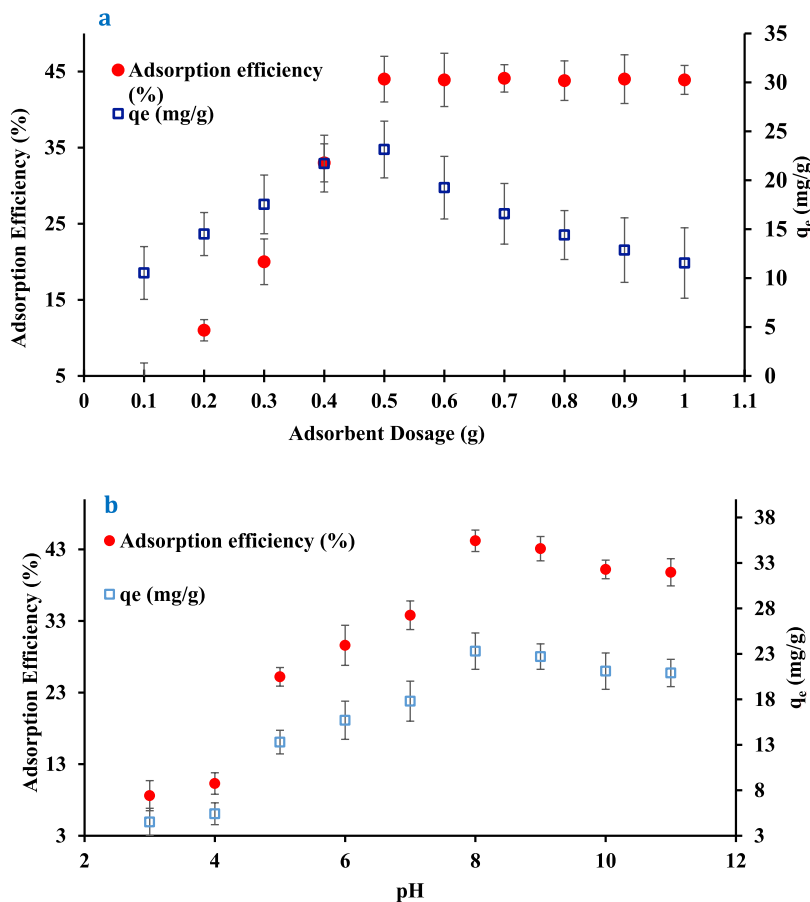 a
Adsorption Efficiency (%)
45
35
25
15
5
Adsorption efficiency
(%)
qe (mg/g)
35
30
25
20
15
10
5
0
qe (mg/g)
0 0.1 0.2 0.3 0.4 0.5 0.6 0.7 0.8 0.9 1 1.1
Adsorbent Dosage (g)
b
Adsorption Efficiency (%)
43
33
23
13
3
Adsorption efficiency (%)
qe (mg/g)
38
33
28
23
18
13
8
3
qe (mg/g)
2 4 6 8 10 12
pH